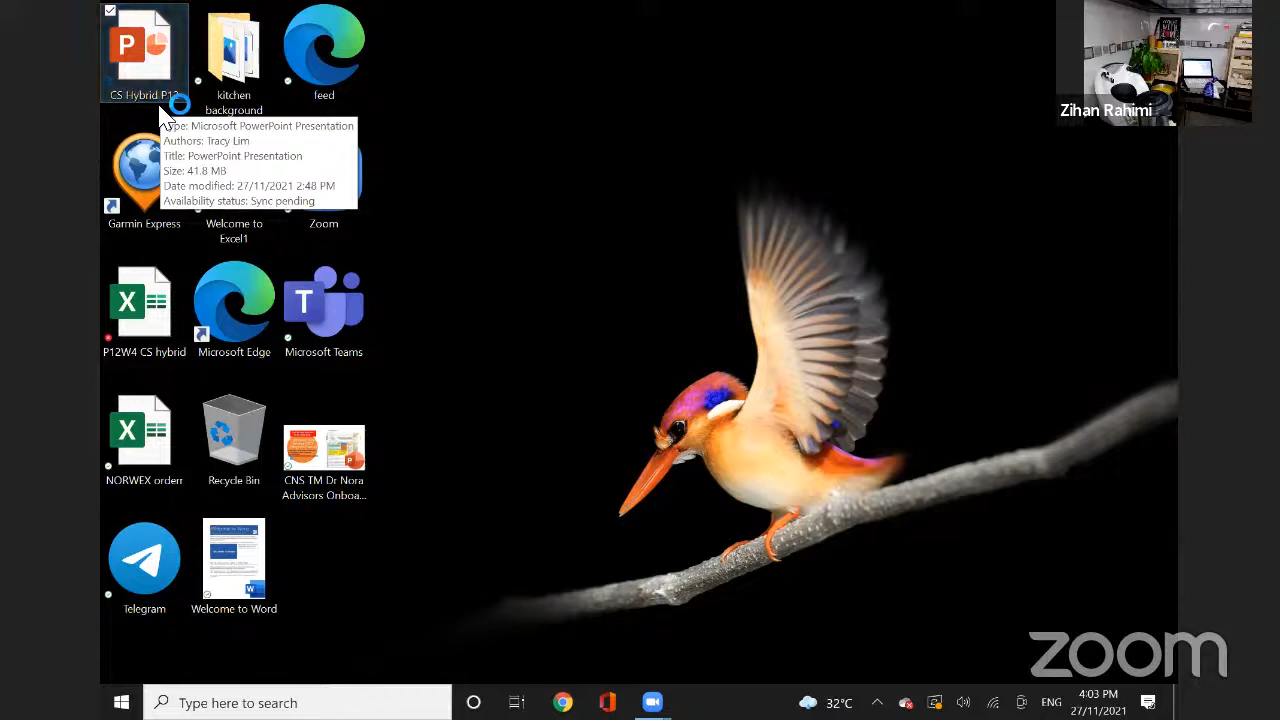 CS Hybrid P12
kitchen
background
feed
Zihan Rahimi
Type: Microsoft PowerPoint Presentation
Authors: Tracy Lim
Title: PowerPoint Presentation
Size: 41.8 MB
Date modified: 27/11/2021 2:48 PM
Availability status: Sync pending
Garmin Express
Welcome to
Excel1
Zoom
P12W4 CS hybrid
Microsoft Edge
Microsoft Teams
NORWEX orderr
Recycle Bin
CNS TM Dr Nora
Advisors Onboa...
Telegram
Welcome to Word
zoom
Type here to search
32°C
ENG
4:03 PM
27/11/2021